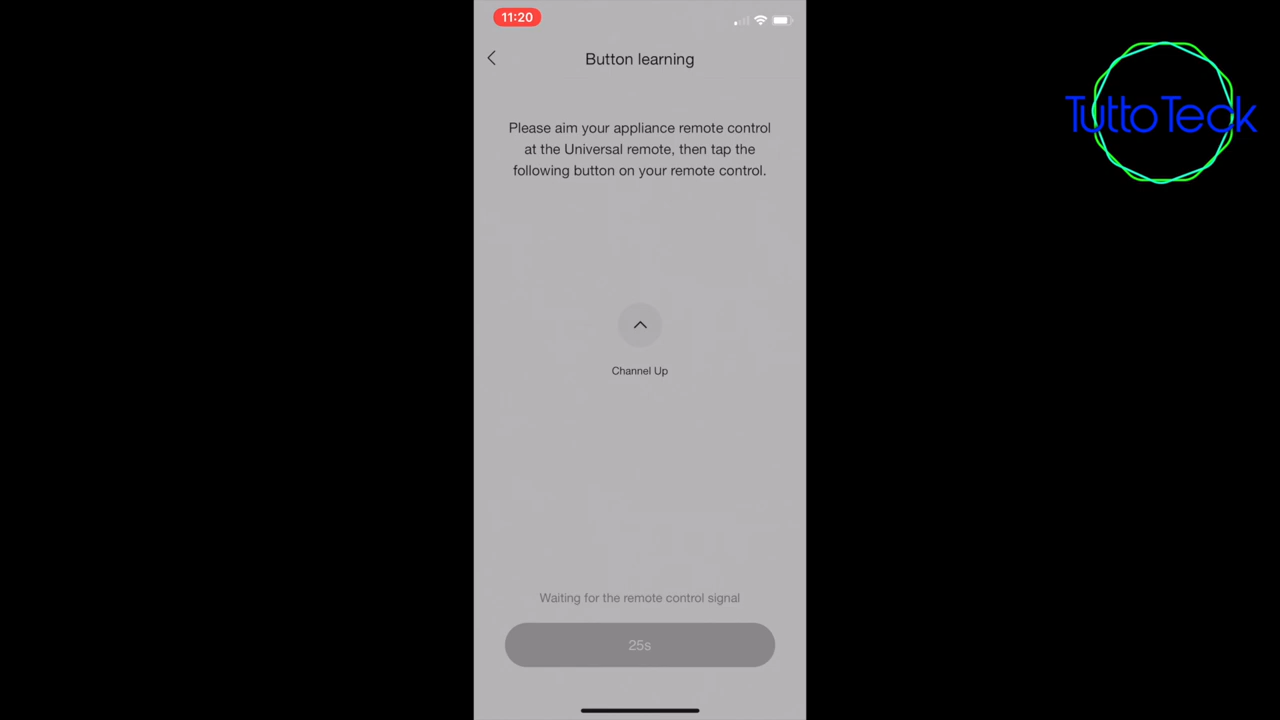 11:20
Button learning
TuttoTeck
Please aim your appliance remote control
at the Universal remote, then tap the
following button on your remote control.
Channel Up
Waiting for the remote control signal
25s